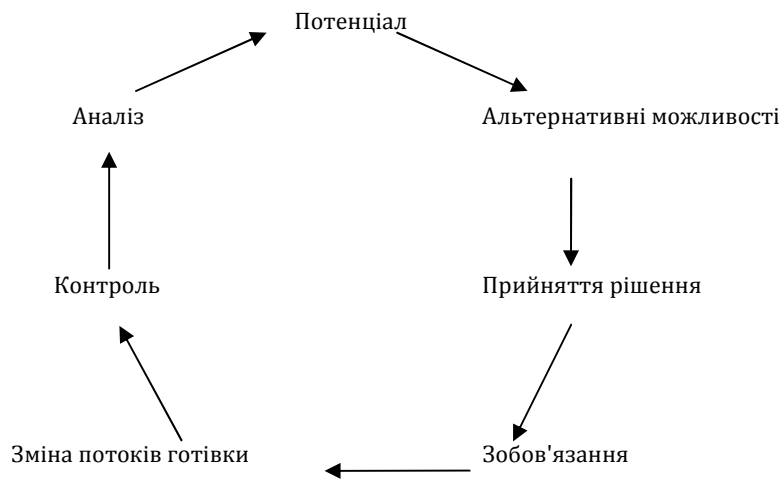 Потенціал
Аналіз
Альтернативні можливості
Контроль
Прийняття рішення
Зміна потоків готівки
Зобов'язання